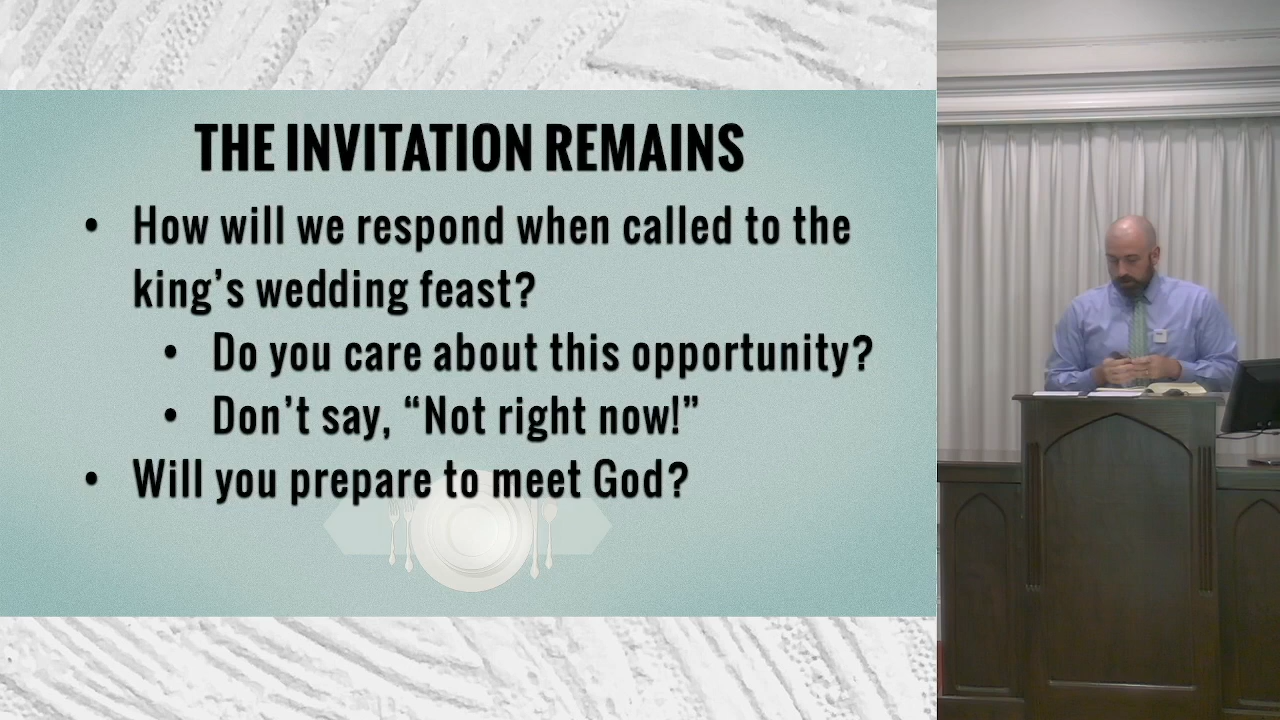 THE INVITATION REMAINS
• How will we respond when called to the
king’s wedding feast?
• Do you care about this opportunity?
• Don’t say, “Not right now!”
• Will you prepare to meet God?